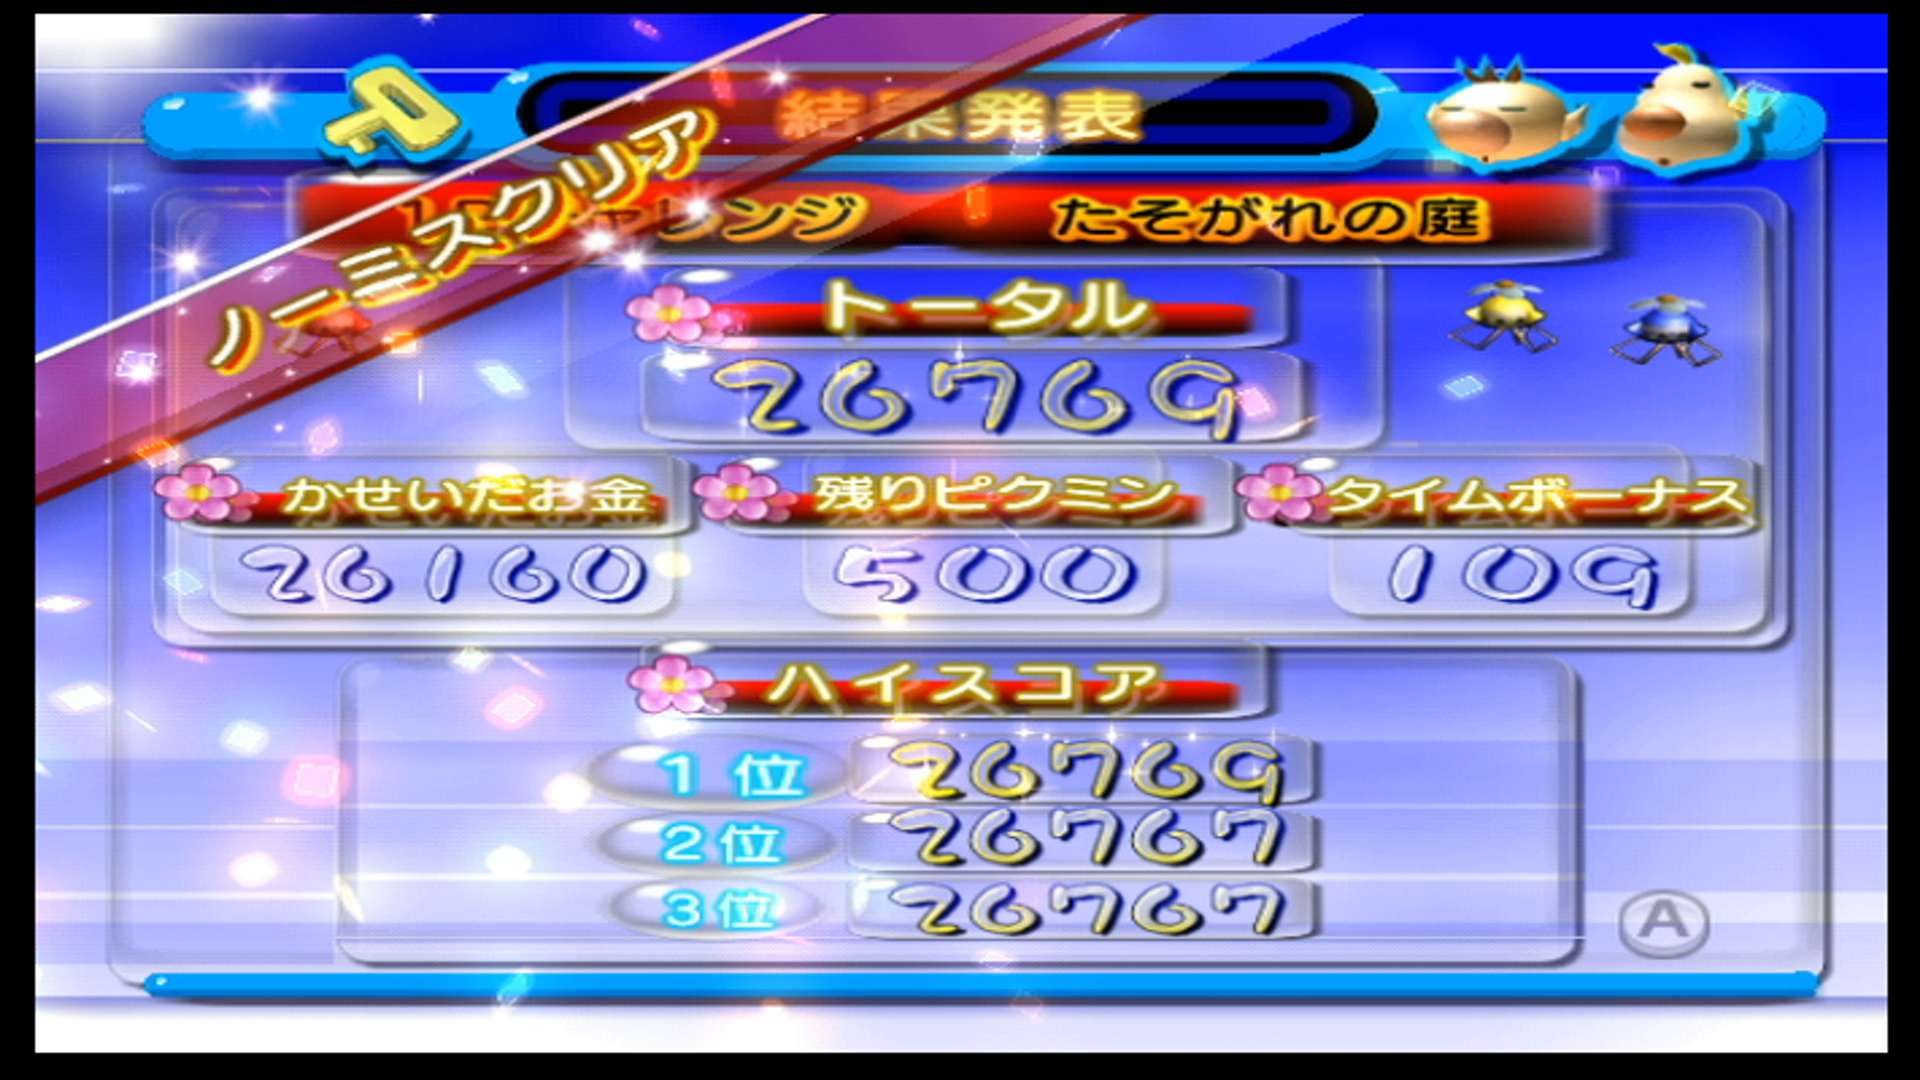 結果発表
ノーミスクリア
チャレンジ たそがれの庭
トータル
26769
かせいだお金 残りピクミン タイムボーナス
26160 500 109
ハイスコア
1位 26769
2位 26767
3位 26767
A